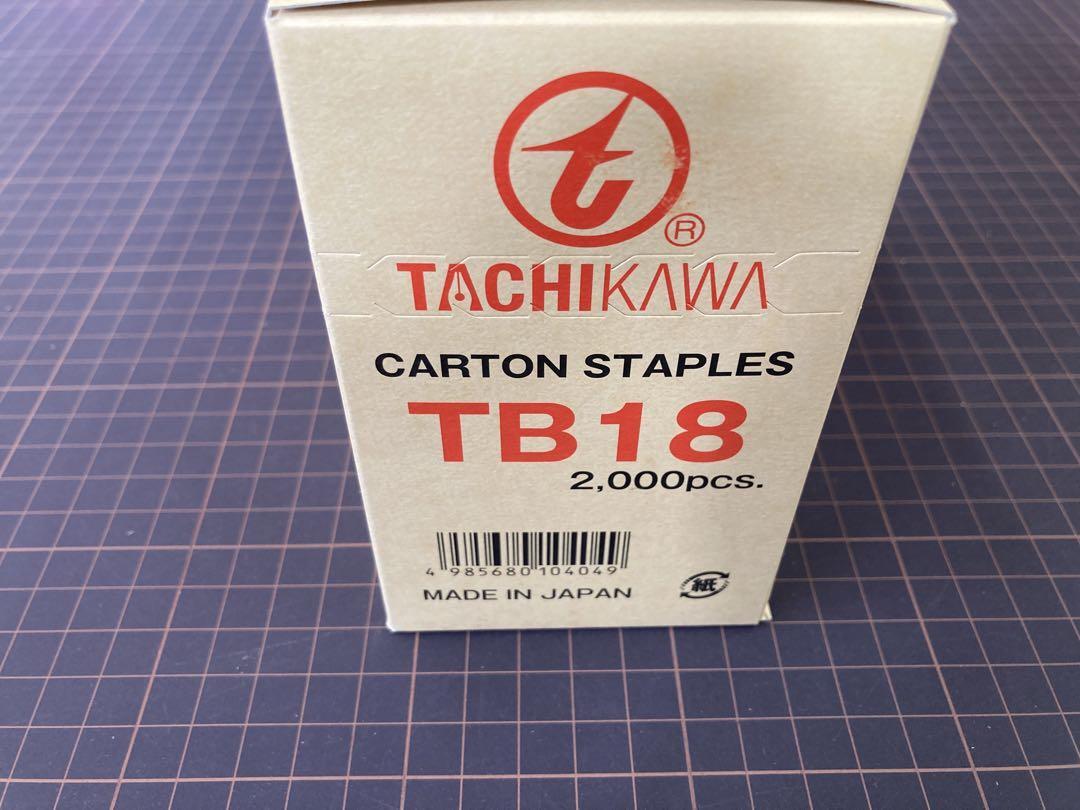 t
®
TACHIKAWA
CARTON STAPLES
TB18
2,000pcs.
4 985680 104049
MADE IN JAPAN
紙